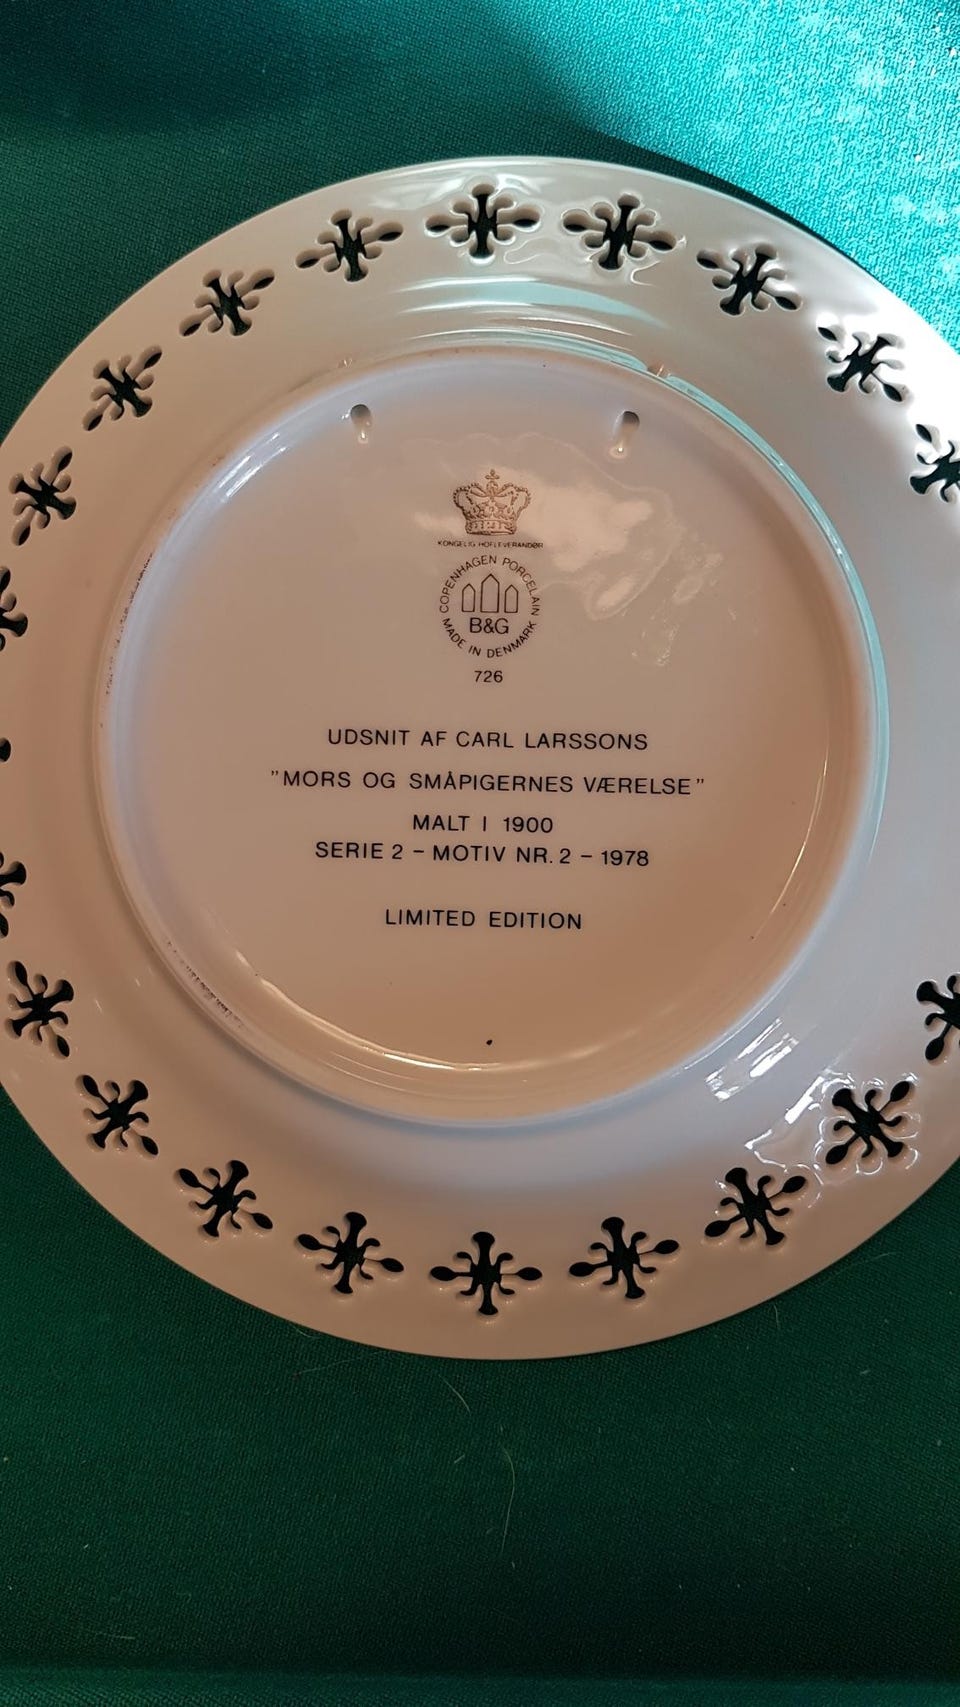 KONGELIG HOFLEVERANDØR
COPENHAGEN PORCELAIN
B&G
MADE IN DENMARK
726
UDSNIT AF CARL LARSSONS
"MORS OG SMÅPIGERNES VÆRELSE"
MALT I 1900
SERIE 2 - MOTIV NR. 2 - 1978
LIMITED EDITION